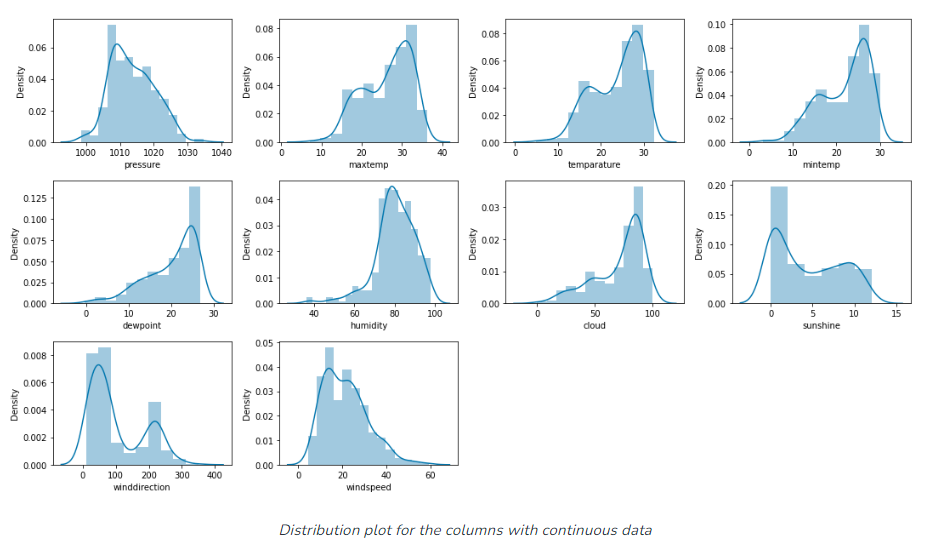 Density
0.06
0.04
0.02
0.00
1000 1010 1020 1030 1040
pressure
Density
0.08
0.06
0.04
0.02
0.00
0 10 20 30 40
maxtemp
Density
0.08
0.06
0.04
0.02
0.00
0 10 20 30
temparature
Density
0.10
0.08
0.06
0.04
0.02
0.00
0 10 20 30
mintemp
Density
0.125
0.100
0.075
0.050
0.025
0.000
0 10 20 30
dewpoint
Density
0.04
0.03
0.02
0.01
0.00
40 60 80 100
humidity
Density
0.03
0.02
0.01
0.00
0 50 100
cloud
Density
0.20
0.15
0.10
0.05
0.00
0 5 10 15
sunshine
Density
0.008
0.006
0.004
0.002
0.000
0 100 200 300 400
winddirection
Density
0.05
0.04
0.03
0.02
0.01
0.00
0 20 40 60
windspeed
Distribution plot for the columns with continuous data